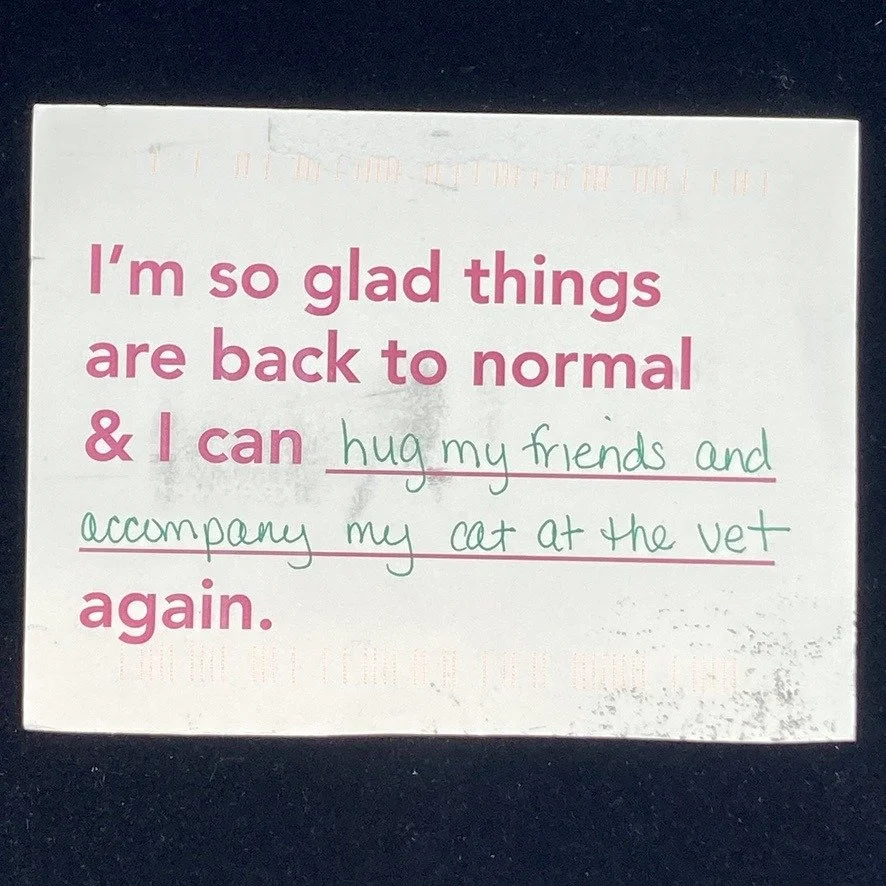 I'm so glad things
are back to normal
& I can hug my friends and
accompany my cat at the vet
again.